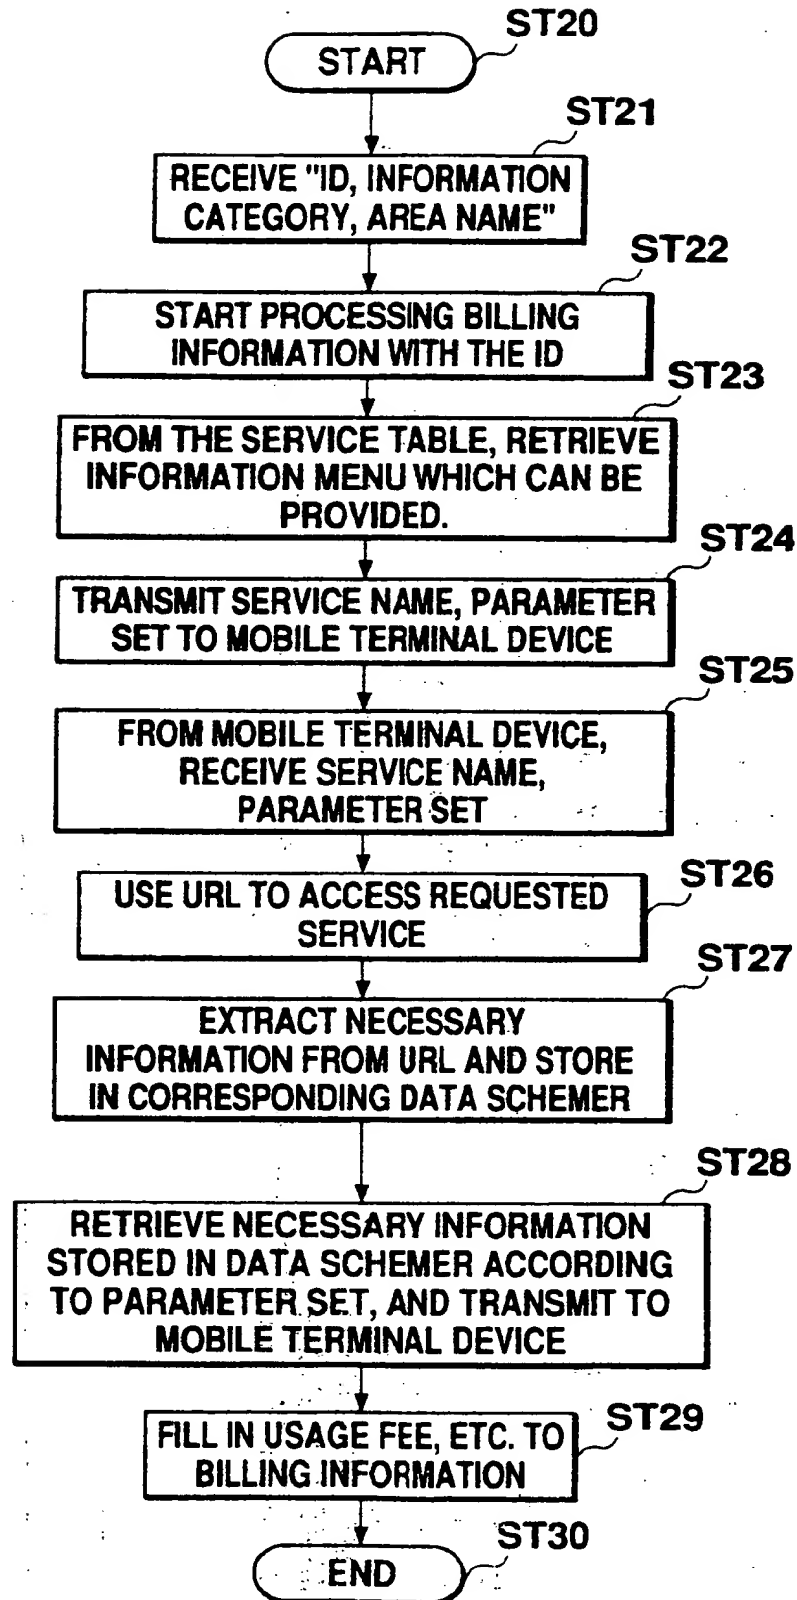 ST20
START
ST21
RECEIVE "ID, INFORMATION
CATEGORY, AREA NAME"
ST22
START PROCESSING BILLING
INFORMATION WITH THE ID
ST23
FROM THE SERVICE TABLE, RETRIEVE
INFORMATION MENU WHICH CAN BE
PROVIDED.
ST24
TRANSMIT SERVICE NAME, PARAMETER
SET TO MOBILE TERMINAL DEVICE
ST25
FROM MOBILE TERMINAL DEVICE,
RECEIVE SERVICE NAME,
PARAMETER SET
ST26
USE URL TO ACCESS REQUESTED
SERVICE
ST27
EXTRACT NECESSARY
INFORMATION FROM URL AND STORE
IN CORRESPONDING DATA SCHEMER
ST28
RETRIEVE NECESSARY INFORMATION
STORED IN DATA SCHEMER ACCORDING
TO PARAMETER SET, AND TRANSMIT TO
MOBILE TERMINAL DEVICE
ST29
FILL IN USAGE FEE, ETC. TO
BILLING INFORMATION
ST30
END